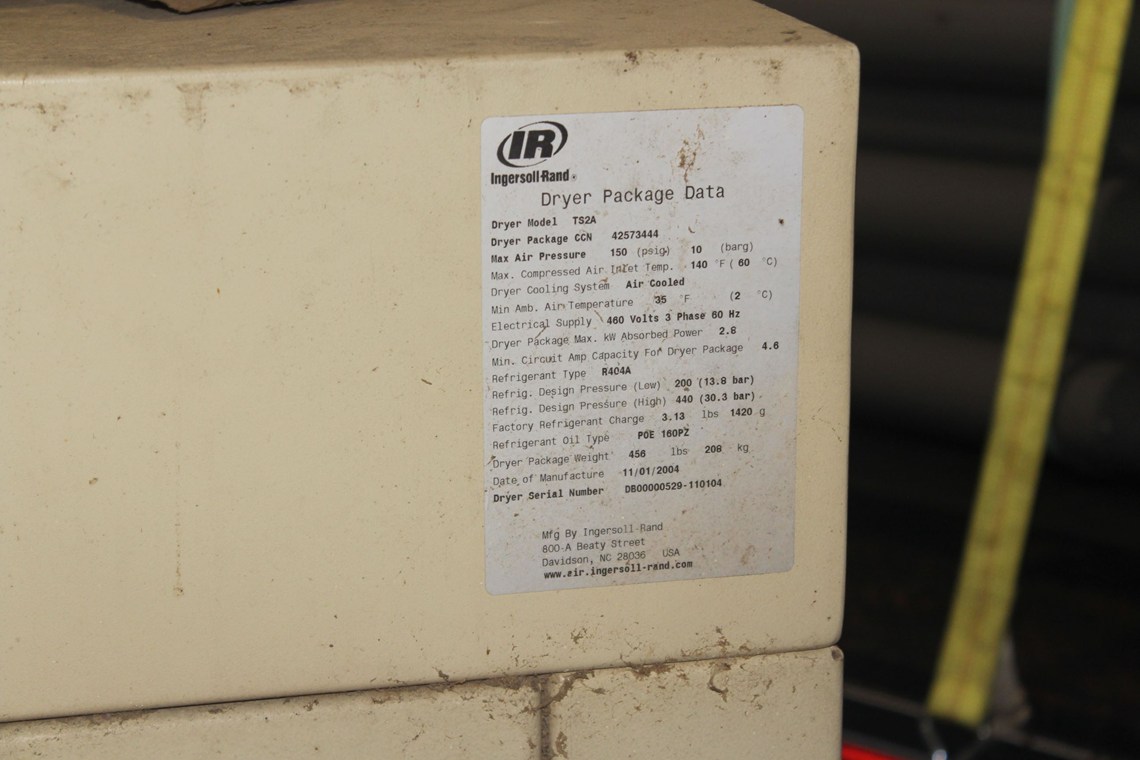 IR
Ingersoll-Rand®
Dryer Package Data
Dryer Model TS2A
Dryer Package CCN 42573444
Max Air Pressure 150 (psig) 10 (barg)
Max. Compressed Air Inlet Temp. 140 °F ( 60 °C)
Dryer Cooling System Air Cooled
Min Amb. Air Temperature 35 °F (2 °C)
Electrical Supply 460 Volts 3 Phase 60 Hz
Dryer Package Max. kW Absorbed Power 2.8
Min. Circuit Amp Capacity For Dryer Package 4.6
Refrigerant Type R404A
Refrig. Design Pressure (Low) 200 (13.8 bar)
Refrig. Design Pressure (High) 440 (30.3 bar)
Factory Refrigerant Charge 3.13 lbs 1420 g
Refrigerant Oil Type POE 160PZ
Dryer Package Weight 456 lbs 208 kg
Date of Manufacture 11/01/2004
Dryer Serial Number DB00000529-110104
Mfg By Ingersoll-Rand
800-A Beaty Street
Davidson, NC 28036 USA
www.air.ingersoll-rand.com